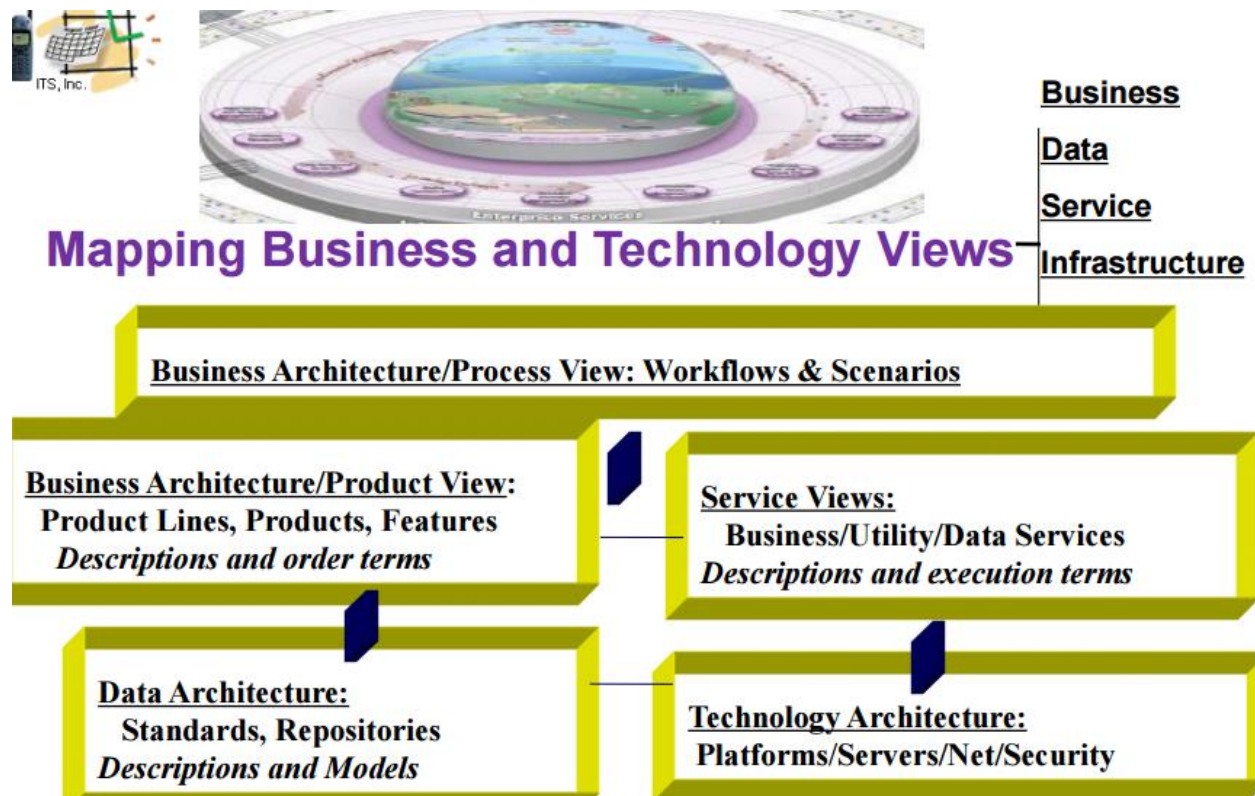 ITS, Inc.
Enterprise Services
Mapping Business and Technology Views
Business
Data
Service
Infrastructure
Business Architecture/Process View: Workflows & Scenarios
Business Architecture/Product View:
Product Lines, Products, Features
Descriptions and order terms
Service Views:
Business/Utility/Data Services
Descriptions and execution terms
Data Architecture:
Standards, Repositories
Descriptions and Models
Technology Architecture:
Platforms/Servers/Net/Security